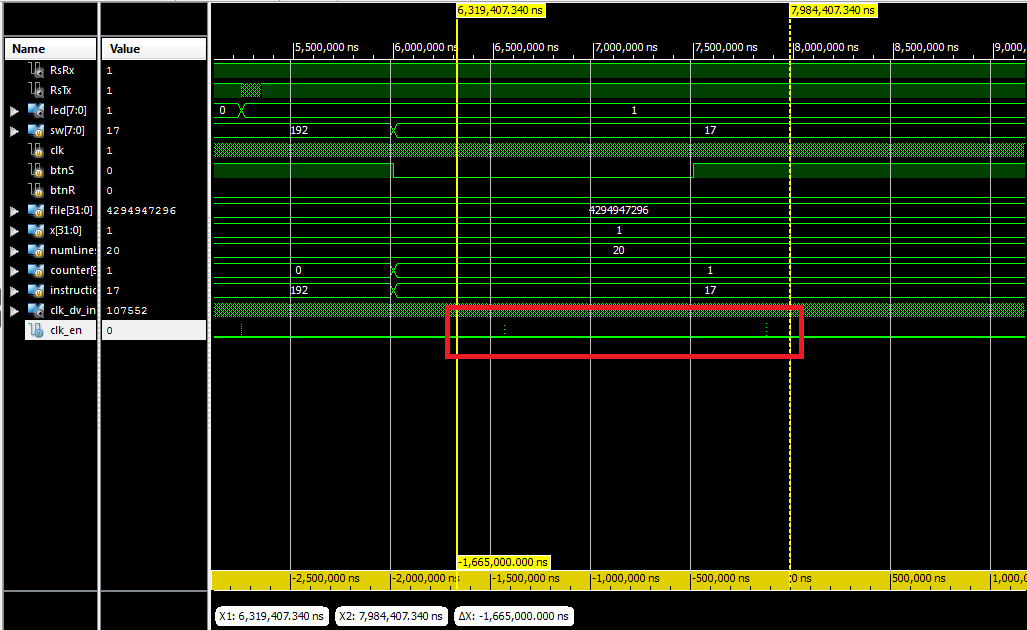 6,319,407.340 ns 7,984,407.340 ns
Name Value
5,500,000 ns 6,000,000 ns 6,500,000 ns 7,000,000 ns 7,500,000 ns 8,000,000 ns 8,500,000 ns 9,000,
RsRx 1
RsTx 1
led[7:0] 1 0 1
sw[7:0] 17 192 17
clk 1
btnS 0
btnR 0
file[31:0] 4294947296 4294947296
x[31:0] 1 1
numLines 20 20
counter[9 1 0 1
instructic 17 192 17
clk_dv_in 107552
clk_en 0
-1,665,000.000 ns
-2,500,000 ns -2,000,000 ns -1,500,000 ns -1,000,000 ns -500,000 ns 0 ns 500,000 ns 1,000,
X1: 6,319,407.340 ns X2: 7,984,407.340 ns ΔX: -1,665,000.000 ns